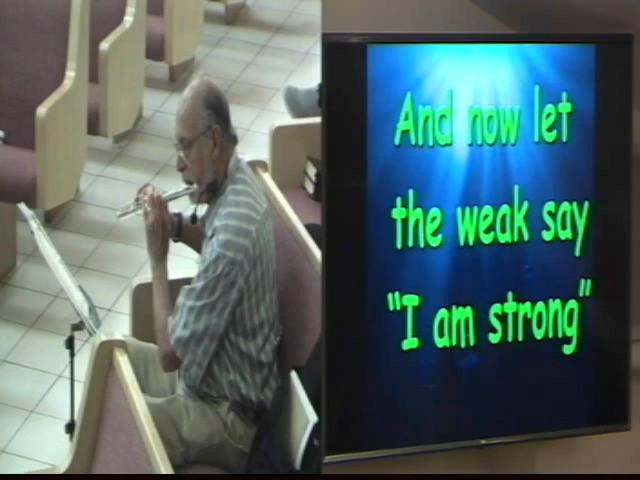 And now let
the weak say
"I am strong"